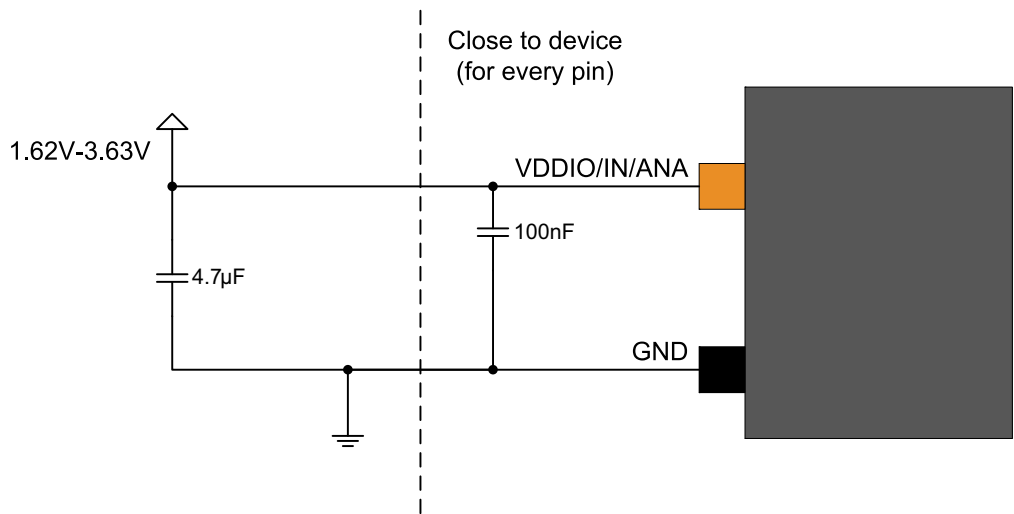 Close to device
(for every pin)
1.62V-3.63V
VDDIO/IN/ANA
100nF
4.7µF
GND